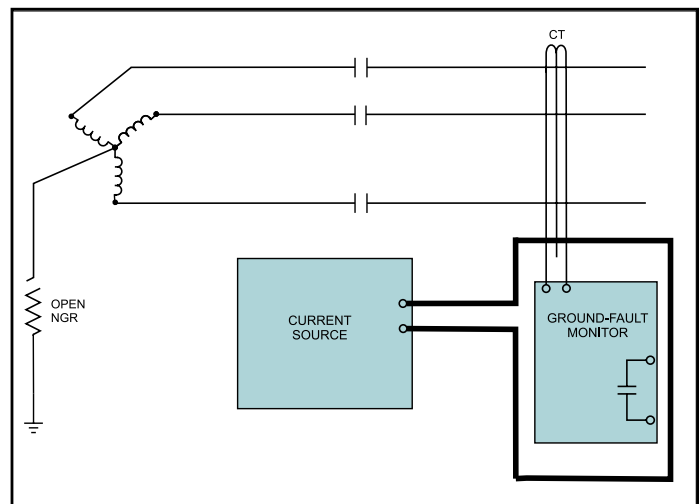 CT
OPEN
NGR
CURRENT
SOURCE
GROUND-FAULT
MONITOR